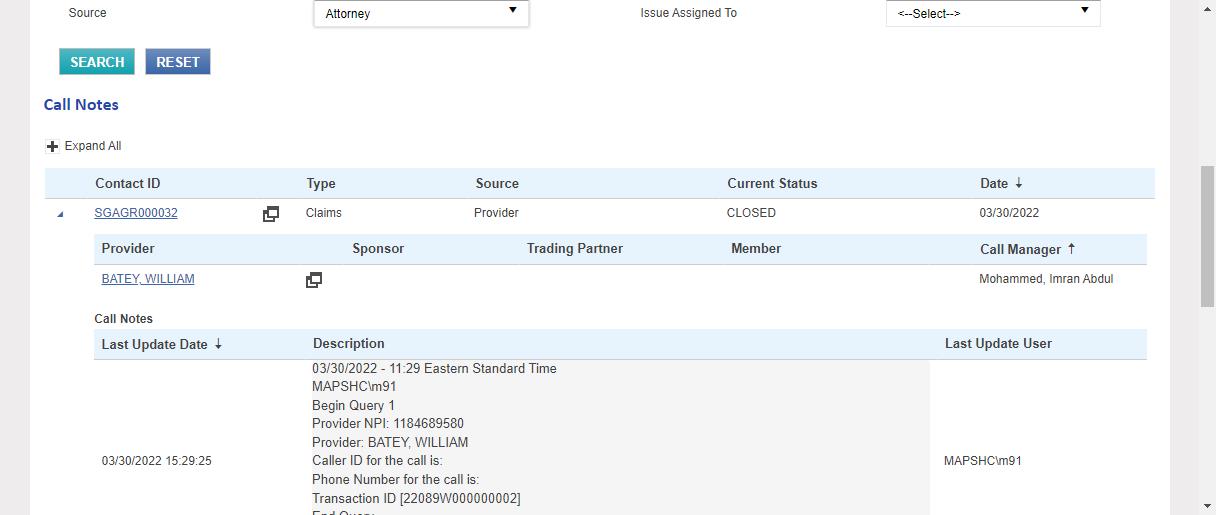 Source Attorney Issue Assigned To <--Select-->
SEARCH RESET
Call Notes
Expand All
Contact ID Type Source Current Status Date ↓
SGAGR000032 Claims Provider CLOSED 03/30/2022
Provider Sponsor Trading Partner Member Call Manager ↑
BATEY, WILLIAM Mohammed, Imran Abdul
Call Notes
Last Update Date ↓ Description Last Update User
03/30/2022 - 11:29 Eastern Standard Time
MAPSHC\m91
Begin Query 1
Provider NPI: 1184689580
Provider: BATEY, WILLIAM
03/30/2022 15:29:25 Caller ID for the call is: MAPSHC\m91
Phone Number for the call is:
Transaction ID [22089W000000002]
End Query